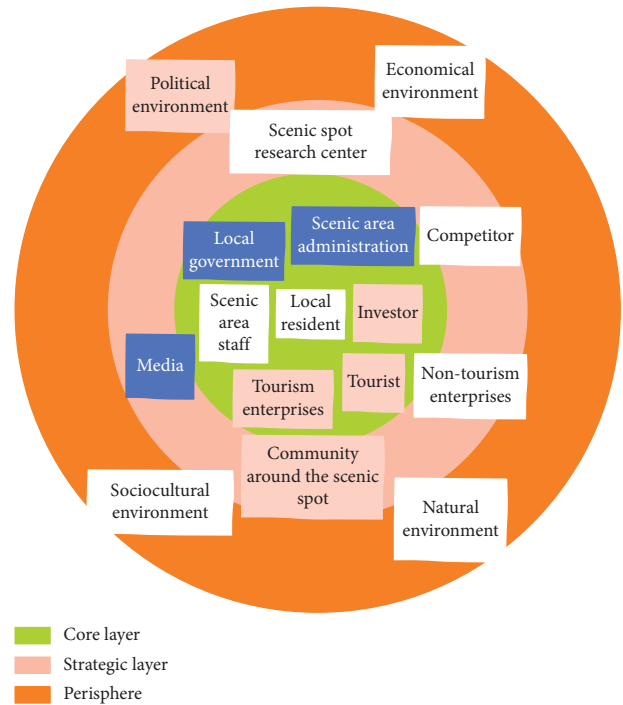 Political
environment
Economical
environment
Scenic spot
research center
Local
government
Scenic area
administration
Competitor
Scenic
area
staff
Local
resident
Investor
Media
Tourism
enterprises
Tourist
Non-tourism
enterprises
Community
around the scenic
spot
Sociocultural
environment
Natural
environment
Core layer
Strategic layer
Perisphere